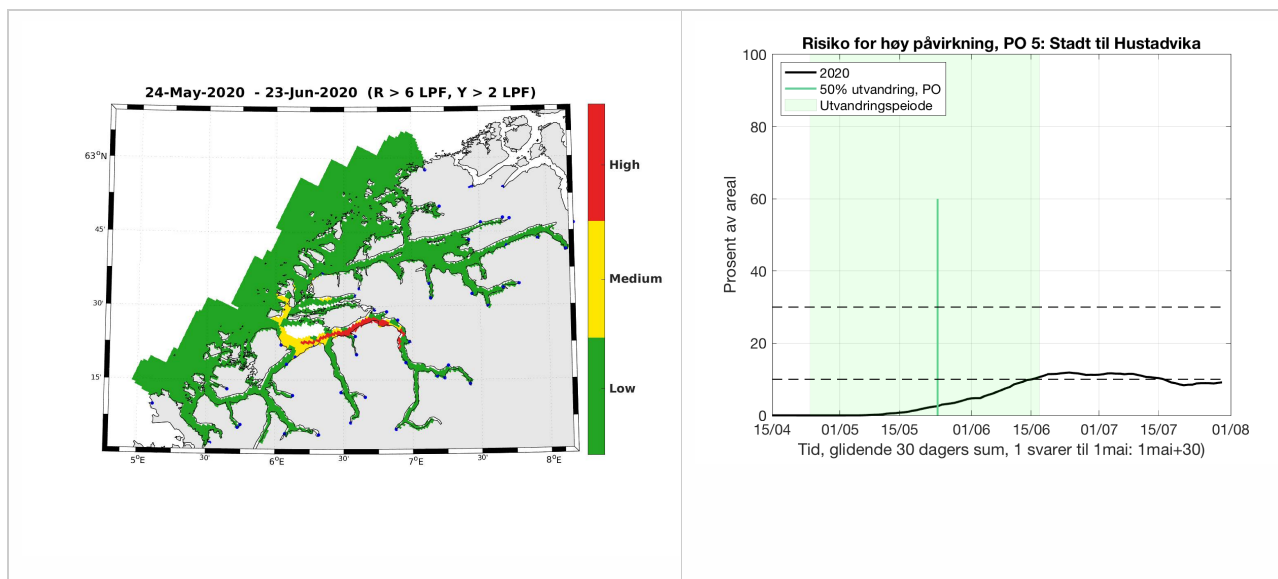 24-May-2020 - 23-Jun-2020 (R > 6 LPF, Y > 2 LPF)
63°N
45'
30'
15'
5°E
30'
6°E
30'
7°E
30'
8°E
High
Medium
Low
Risiko for høy påvirkning, PO 5: Stadt til Hustadvika
2020
50% utvandring, PO
Utvandringspeiode
Prosent av areal
100
80
60
40
20
0
15/04
01/05
15/05
01/06
15/06
01/07
15/07
01/08
Tid, glidende 30 dagers sum, 1 svarer til 1mai: 1mai+30)